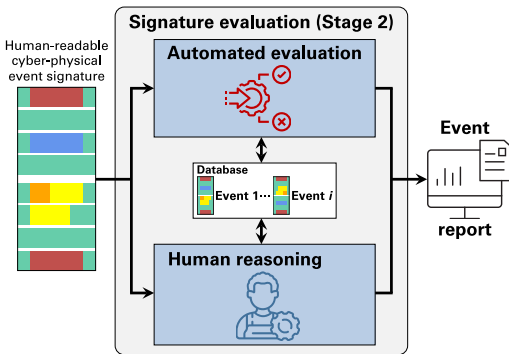 Signature evaluation (Stage 2)
Human-readable
cyber-physical
event signature
Automated evaluation
Database
Event 1... Event i
Human reasoning
Event
report